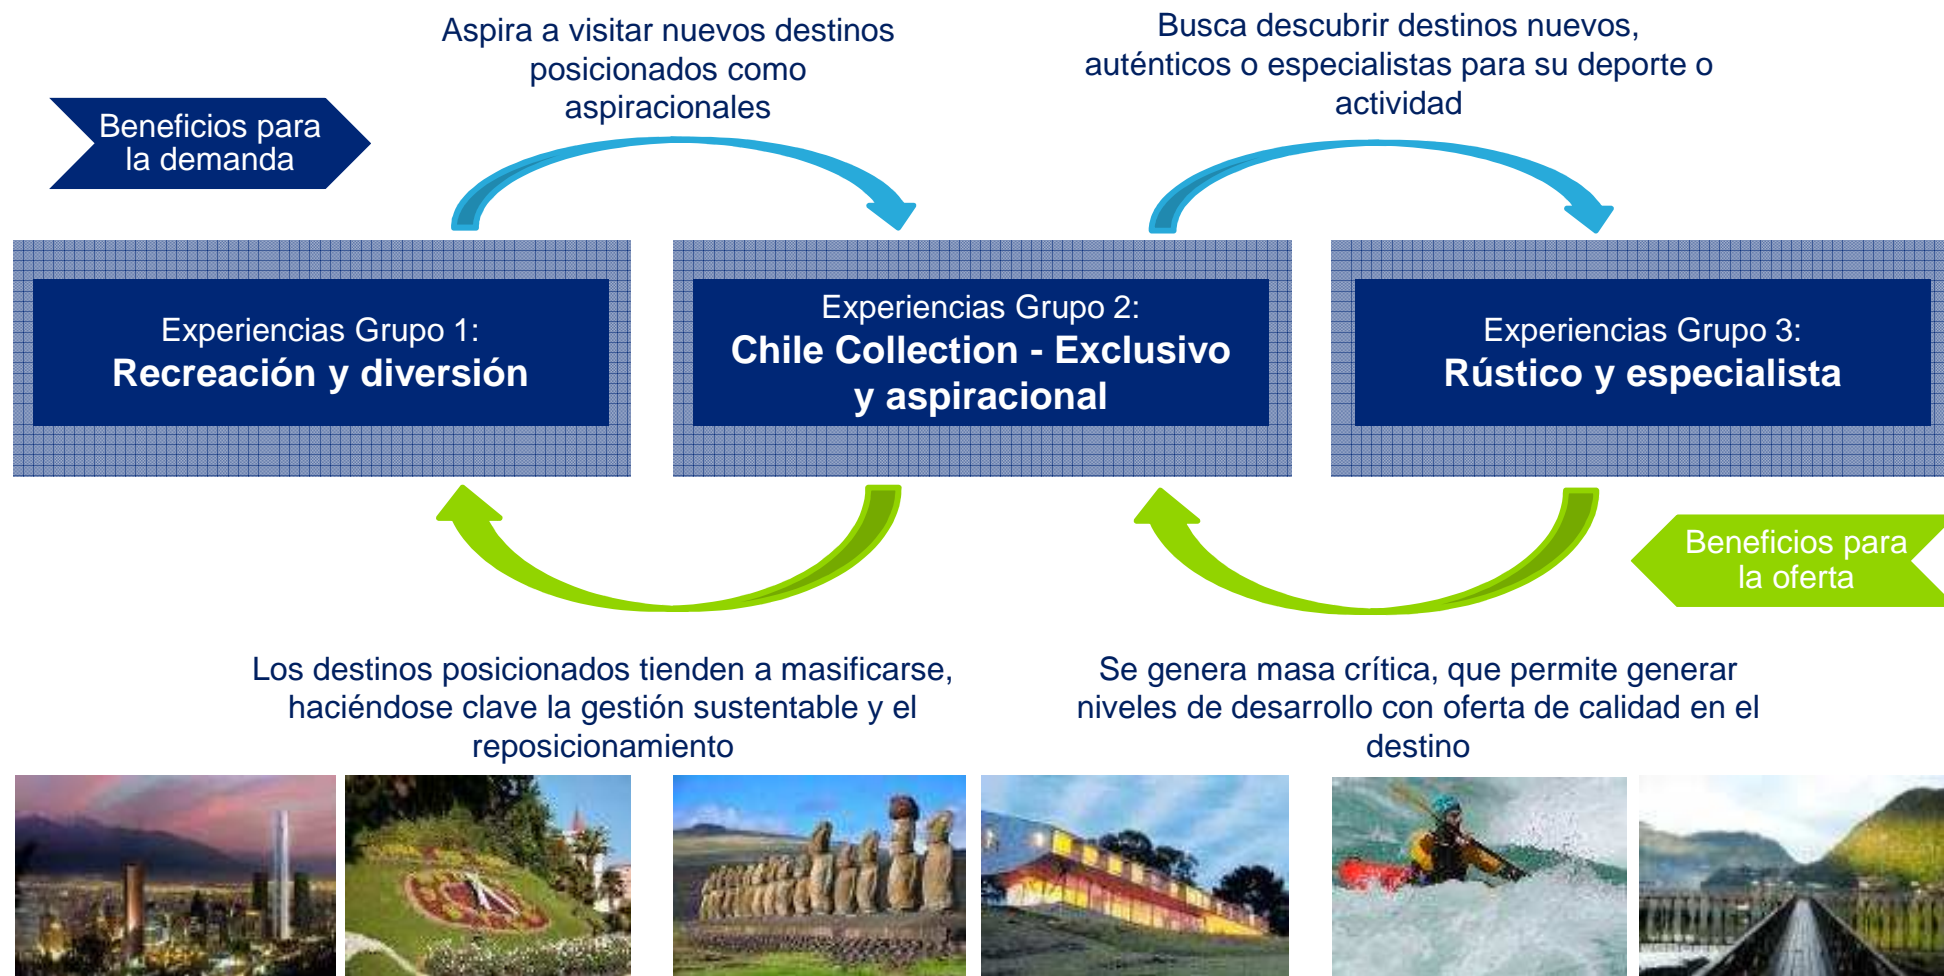 Aspira a visitar nuevos destinos
posicionados como
aspiracionales
Busca descubrir destinos nuevos,
auténticos o especialistas para su deporte o
actividad
Beneficios para
la demanda
Experiencias Grupo 1:
Recreación y diversión
Experiencias Grupo 2:
Chile Collection - Exclusivo
y aspiracional
Experiencias Grupo 3:
Rústico y especialista
Beneficios para
la oferta
Los destinos posicionados tienden a masificarse,
haciéndose clave la gestión sustentable y el
reposicionamiento
Se genera masa crítica, que permite generar
niveles de desarrollo con oferta de calidad en el
destino